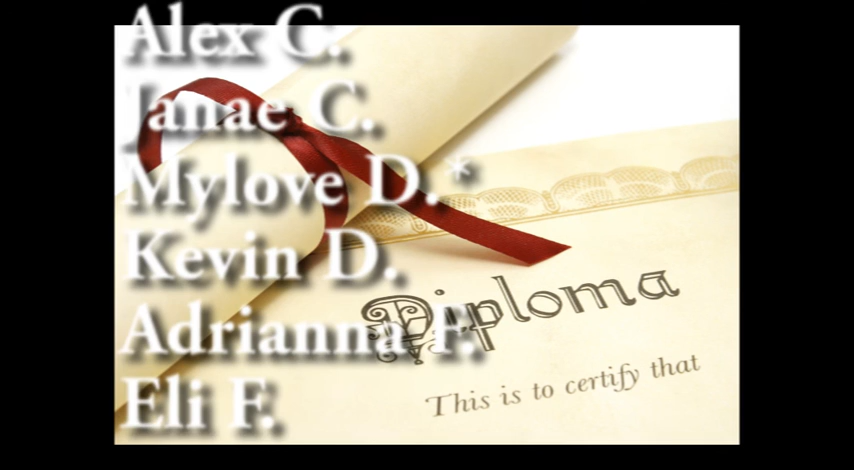 Alex C.
Janae C.
Mylove D.*
Kevin D.
Adrianna F.
Eli F.
Diploma
This is to certify that